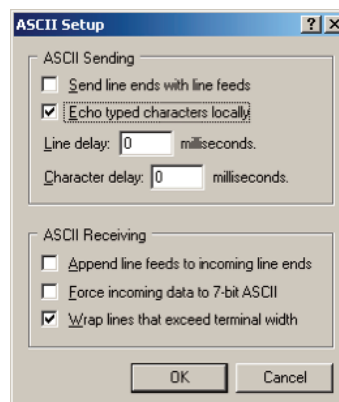 ASCII Setup
ASCII Sending
Send line ends with line feeds
Echo typed characters locally
Line delay: 0 milliseconds.
Character delay: 0 milliseconds.
ASCII Receiving
Append line feeds to incoming line ends
Force incoming data to 7-bit ASCII
Wrap lines that exceed terminal width
OK Cancel